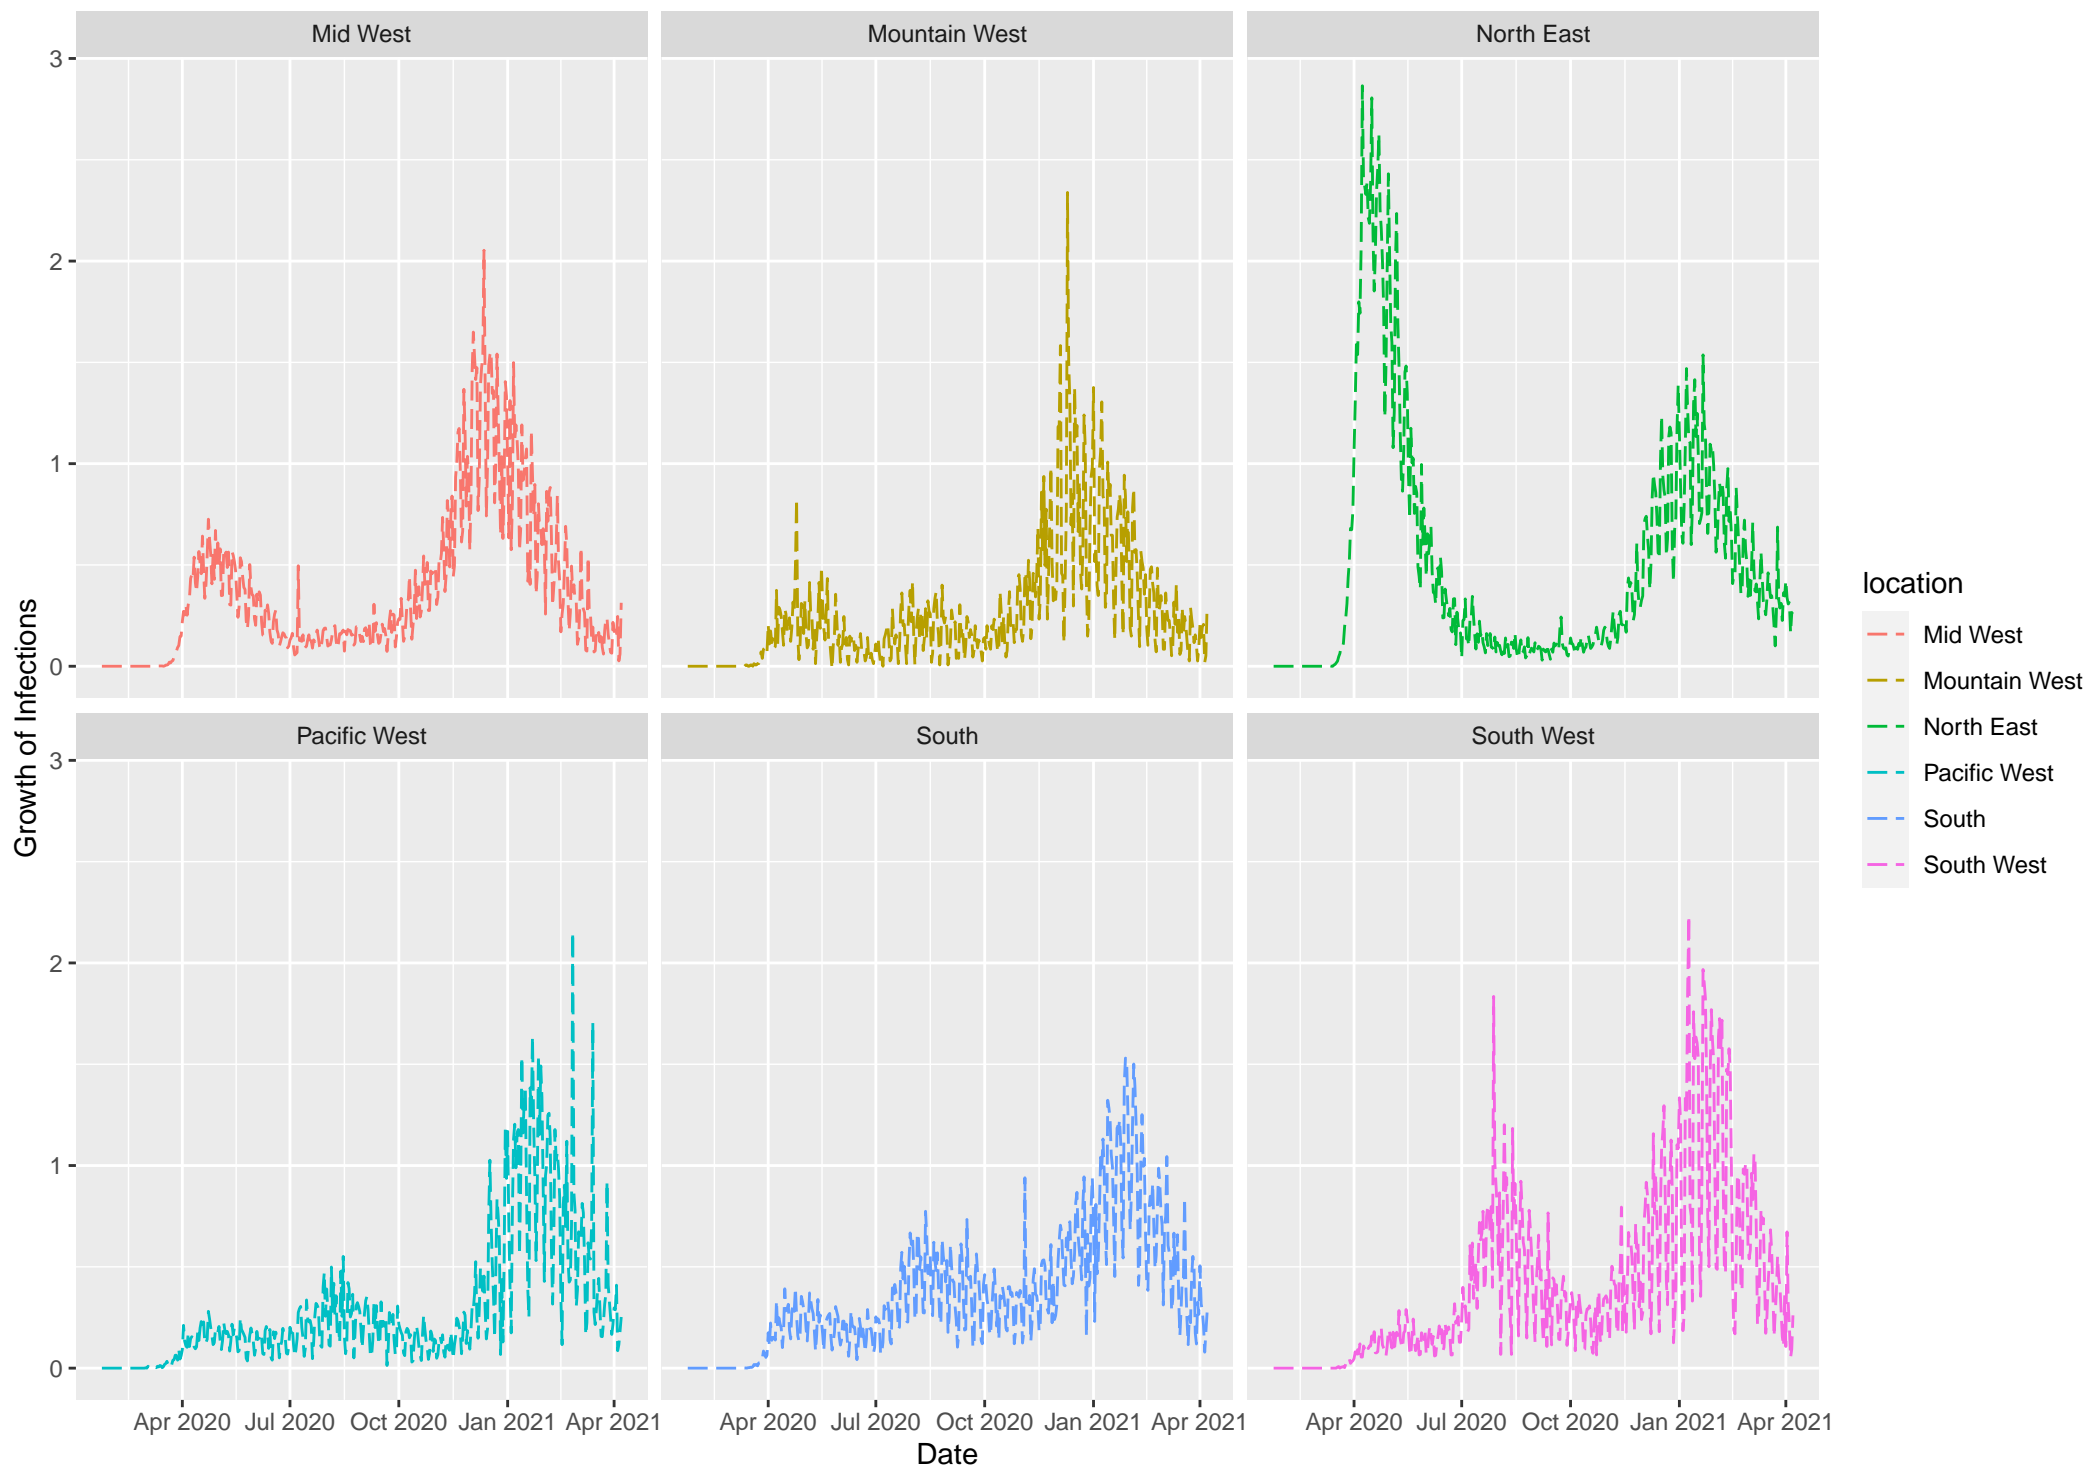 Mid West
Mountain West
North East
3
2
1
0
Pacific West
South
South West
3
2
1
0
Growth of Infections
Apr 2020 Jul 2020 Oct 2020 Jan 2021 Apr 2021
Apr 2020 Jul 2020 Oct 2020 Jan 2021 Apr 2021
Apr 2020 Jul 2020 Oct 2020 Jan 2021 Apr 2021
Date
location
Mid West
Mountain West
North East
Pacific West
South
South West